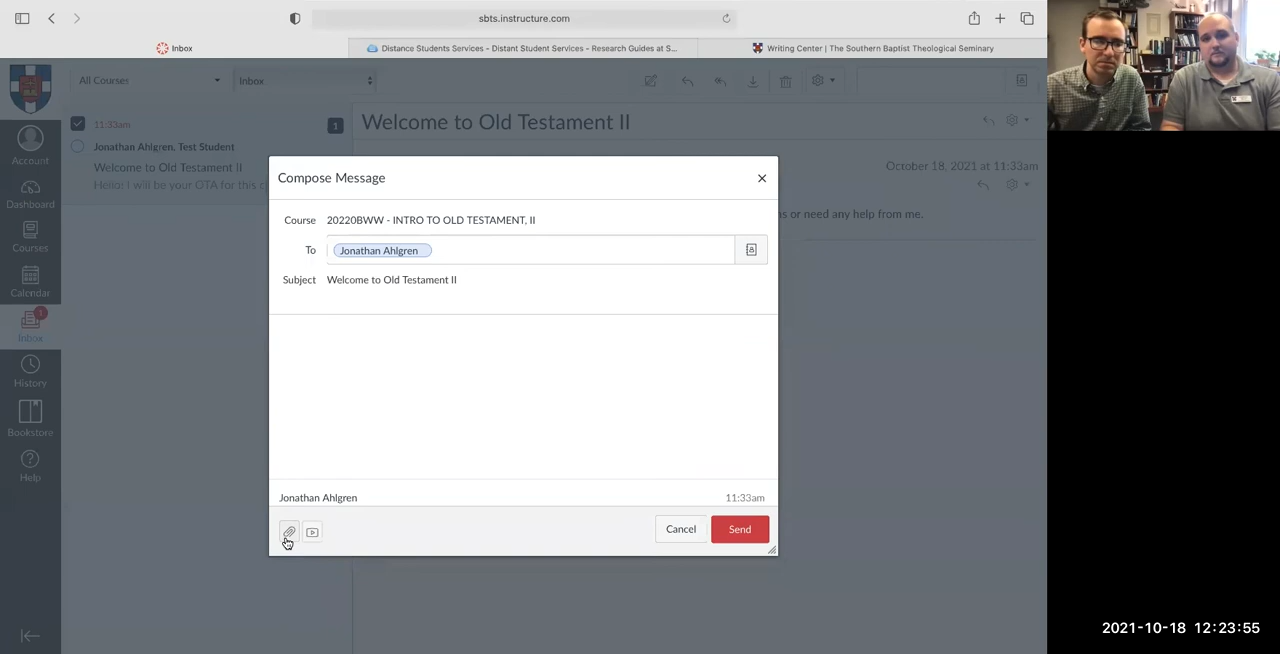 sbts.instructure.com
Inbox
Distance Students Services - Distant Student Services - Research Guides at S...
Writing Center | The Southern Baptist Theological Seminary
All Courses
Inbox
11:33am
1
Jonathan Ahlgren, Test Student
Welcome to Old Testament II
Hello! I will be your OTA for this c
Welcome to Old Testament II
October 18, 2021 at 11:33am
ns or need any help from me.
Account
Dashboard
Courses
Calendar
1
Inbox
History
Bookstore
Help
Compose Message
Course 20220BWW - INTRO TO OLD TESTAMENT, II
To Jonathan Ahlgren
Subject Welcome to Old Testament II
Jonathan Ahlgren 11:33am
Cancel Send
2021-10-18 12:23:55